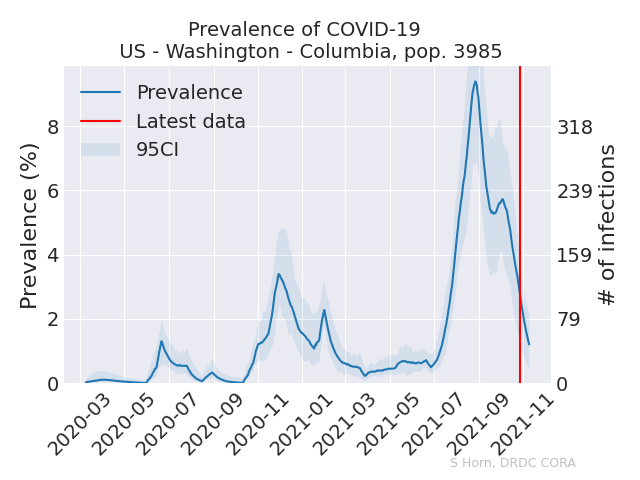 Prevalence of COVID-19
US - Washington - Columbia, pop. 3985
Prevalence
Latest data
95CI
Prevalence (%)
8
6
4
2
0
# of infections
318
239
159
79
0
2020-03
2020-05
2020-07
2020-09
2020-11
2021-01
2021-03
2021-05
2021-07
2021-09
2021-11
S Horn, DRDC CORA